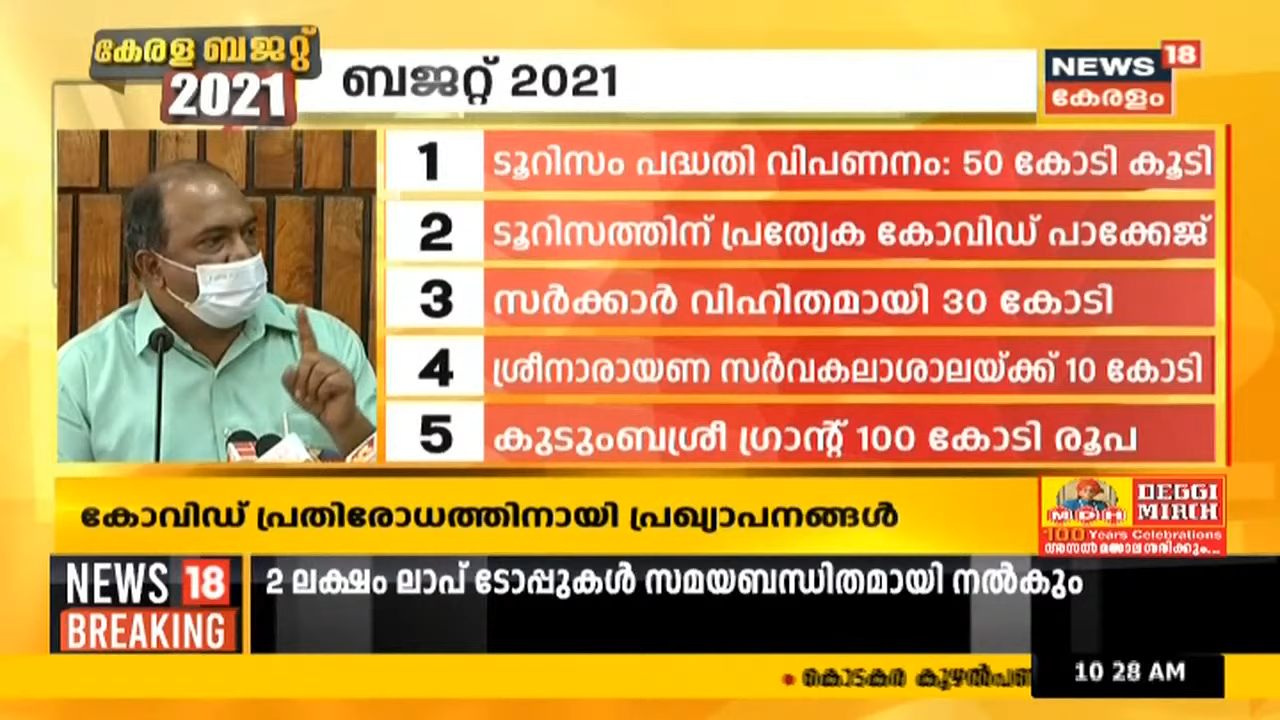 കേരള ബജറ്റ്
2021
ബജറ്റ് 2021
NEWS 18
കേരളം
1 ടൂറിസം പദ്ധതി വിപണനം: 50 കോടി കൂടി
2 ടൂറിസത്തിന് പ്രത്യേക കോവിഡ് പാക്കേജ്
3 സർക്കാർ വിഹിതമായി 30 കോടി
4 ശ്രീനാരായണ സർവകലാശാലയ്ക്ക് 10 കോടി
5 കുടുംബശ്രീ ഗ്രാന്റ് 100 കോടി രൂപ
കോവിഡ് പ്രതിരോധത്തിനായി പ്രഖ്യാപനങ്ങൾ
MPH
DEGGI
MIRCH
100 Years Celebrations
NEWS 18
BREAKING
2 ലക്ഷം ലാപ് ടോപ്പുകൾ സമയബന്ധിതമായി നൽകും
• കൊടകര
10 28 AM